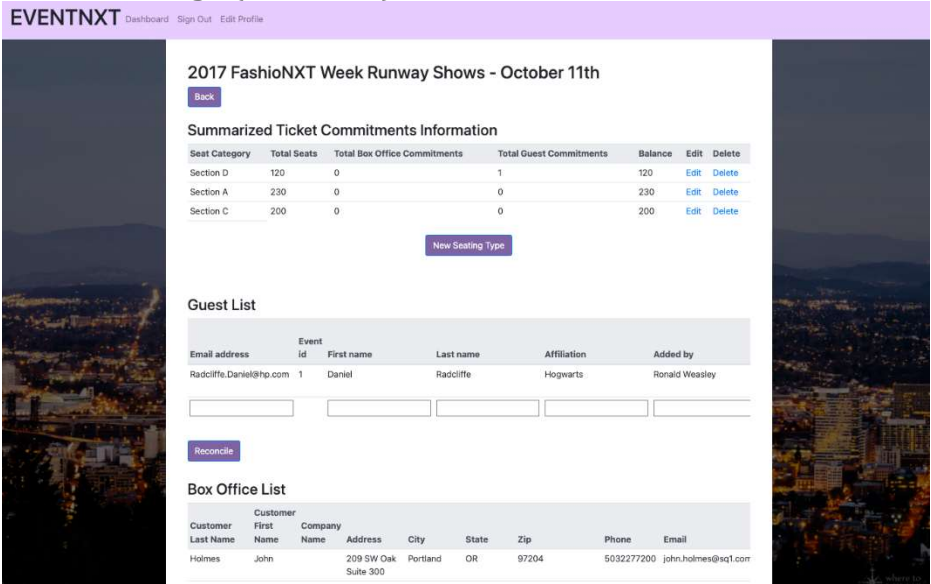 EVENTNXT Dashboard Sign Out Edit Profile
2017 FashioNXT Week Runway Shows - October 11th
Back
Summarized Ticket Commitments Information
Seat Category Total Seats Total Box Office Commitments Total Guest Commitments Balance Edit Delete
Section D 120 0 1 120 Edit Delete
Section A 230 0 0 230 Edit Delete
Section C 200 0 0 200 Edit Delete
New Seating Type
Guest List
Email address Event id First name Last name Affiliation Added by
Radcliffe.Daniel@hp.com 1 Daniel Radcliffe Hogwarts Ronald Weasley
Reconcile
Box Office List
Customer Last Name Customer First Name Company Name Address City State Zip Phone Email
Holmes John 209 SW Oak Suite 300 Portland OR 97204 5032277200 john.holmes@sq1.com
where to